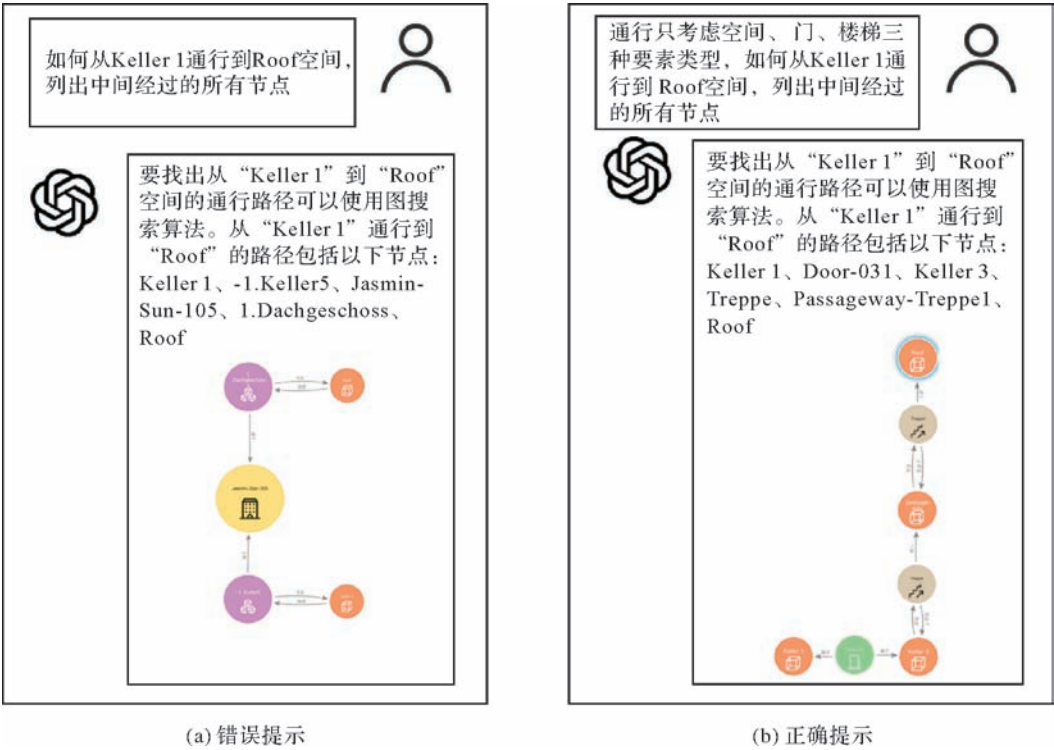 如何从Keller 1通行到Roof空间，
列出中间经过的所有节点
要找出从“Keller 1”到“Roof”
空间的通行路径可以使用图搜
索算法。从“Keller 1”通行到
“Roof”的路径包括以下节点：
Keller 1、-1.Keller5、Jasmin-
Sun-105、1.Dachgeschoss、
Roof
(a) 错误提示
通行只考虑空间、门、楼梯三
种要素类型，如何从Keller 1通
行到 Roof空间，列出中间经过
的所有节点
要找出从“Keller 1”到“Roof”
空间的通行路径可以使用图搜
索算法。从“Keller 1”通行到
“Roof”的路径包括以下节点：
Keller 1、Door-031、Keller 3、
Treppe、Passageway-Treppe1、
Roof
(b) 正确提示